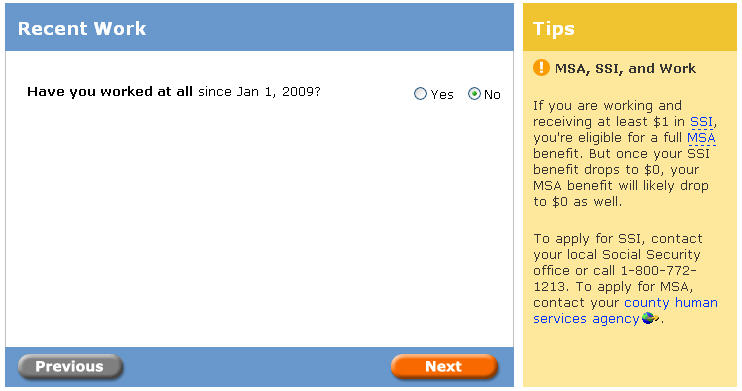 Recent Work
Have you worked at all since Jan 1, 2009?
Yes
No
Previous
Next
Tips
MSA, SSI, and Work
If you are working and
receiving at least $1 in SSI,
you're eligible for a full MSA
benefit. But once your SSI
benefit drops to $0, your
MSA benefit will likely drop
to $0 as well.
To apply for SSI, contact
your local Social Security
office or call 1-800-772-
1213. To apply for MSA,
contact your county human
services agency.